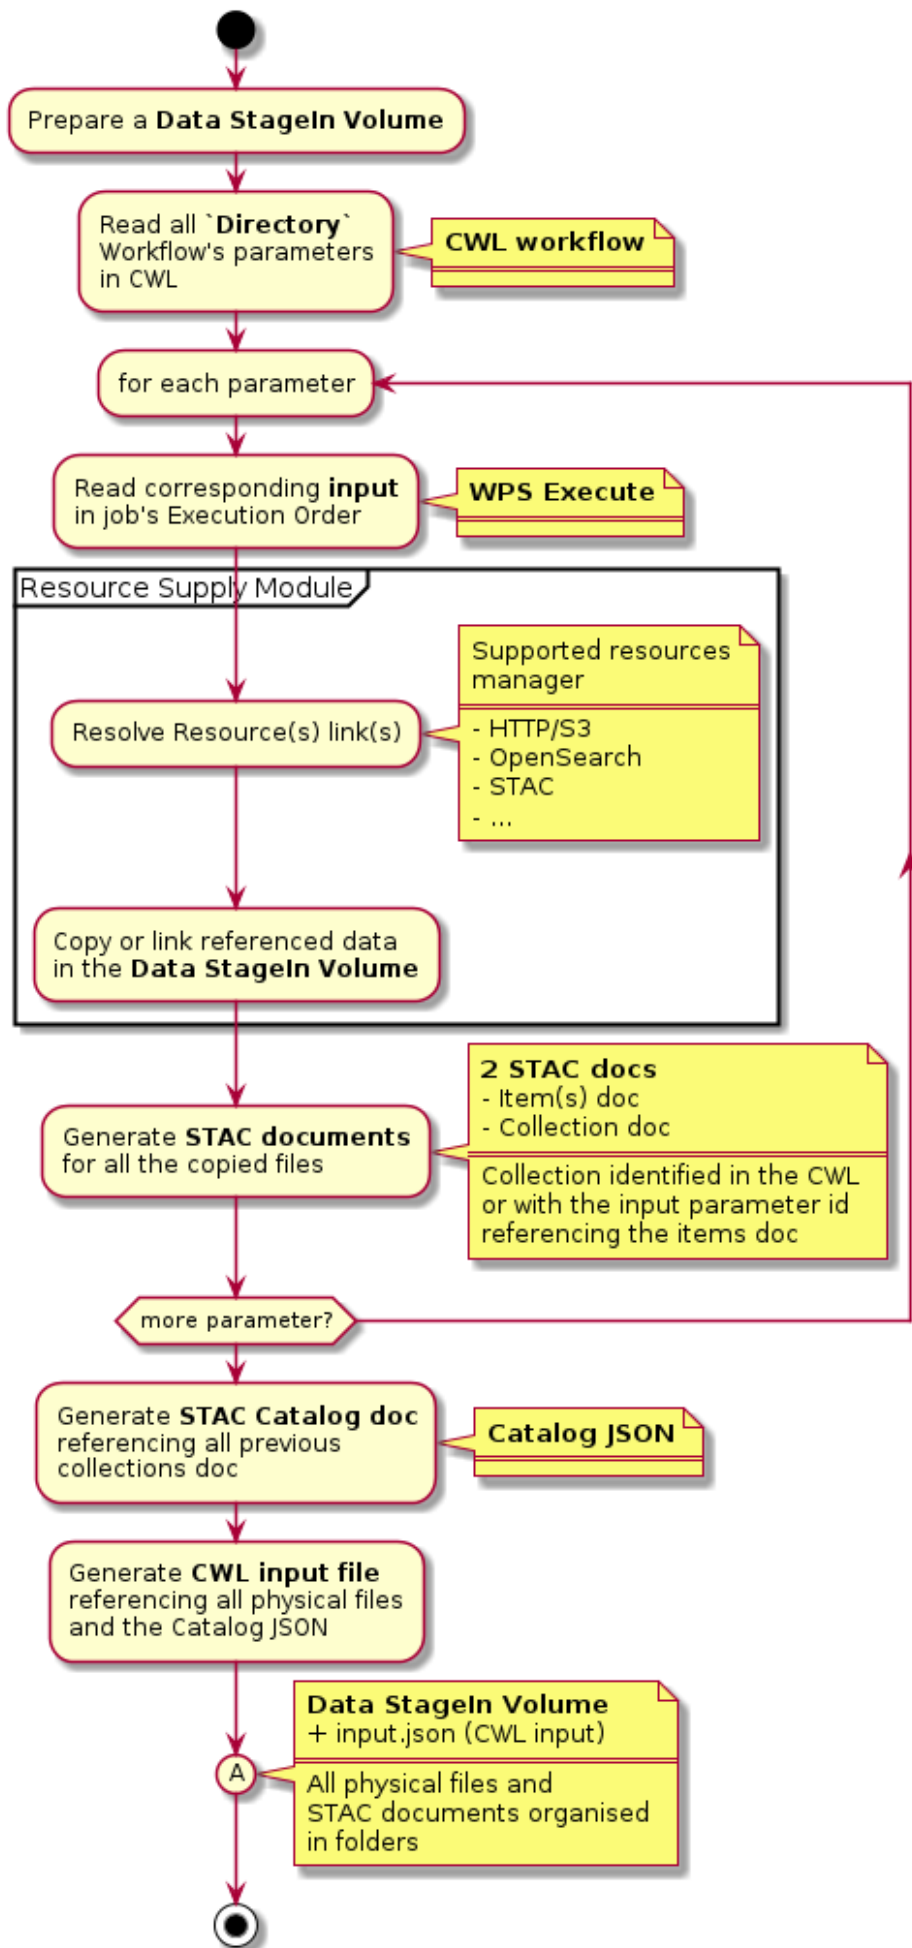 Prepare a Data StageIn Volume
Read all `Directory`
Workflow's parameters
in CWL
CWL workflow
for each parameter
Read corresponding input
in job's Execution Order
WPS Execute
Resource Supply Module
Supported resources
manager
- HTTP/S3
- OpenSearch
- STAC
- ...
Resolve Resource(s) link(s)
Copy or link referenced data
in the Data StageIn Volume
Generate STAC documents
for all the copied files
2 STAC docs
- Item(s) doc
- Collection doc
Collection identified in the CWL
or with the input parameter id
referencing the items doc
more parameter?
Generate STAC Catalog doc
referencing all previous
collections doc
Catalog JSON
Generate CWL input file
referencing all physical files
and the Catalog JSON
A
Data StageIn Volume
+ input.json (CWL input)
All physical files and
STAC documents organised
in folders